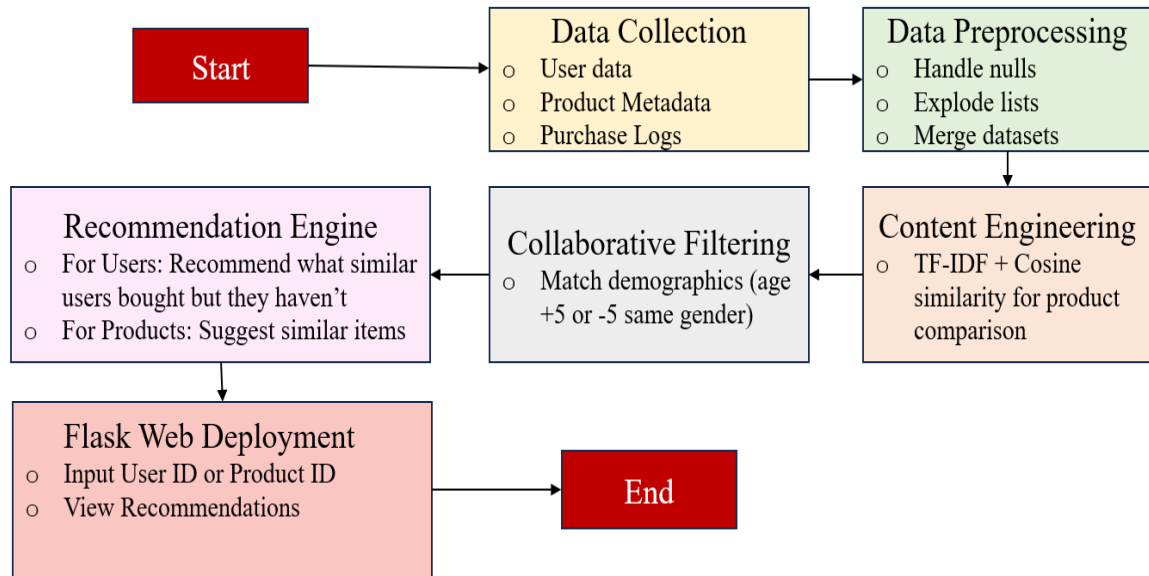 Start
Data Collection
o User data
o Product Metadata
o Purchase Logs
Data Preprocessing
o Handle nulls
o Explode lists
o Merge datasets
Content Engineering
o TF-IDF + Cosine
similarity for product
comparison
Collaborative Filtering
o Match demographics (age
+5 or -5 same gender)
Recommendation Engine
o For Users: Recommend what similar
users bought but they haven’t
o For Products: Suggest similar items
Flask Web Deployment
o Input User ID or Product ID
o View Recommendations
End